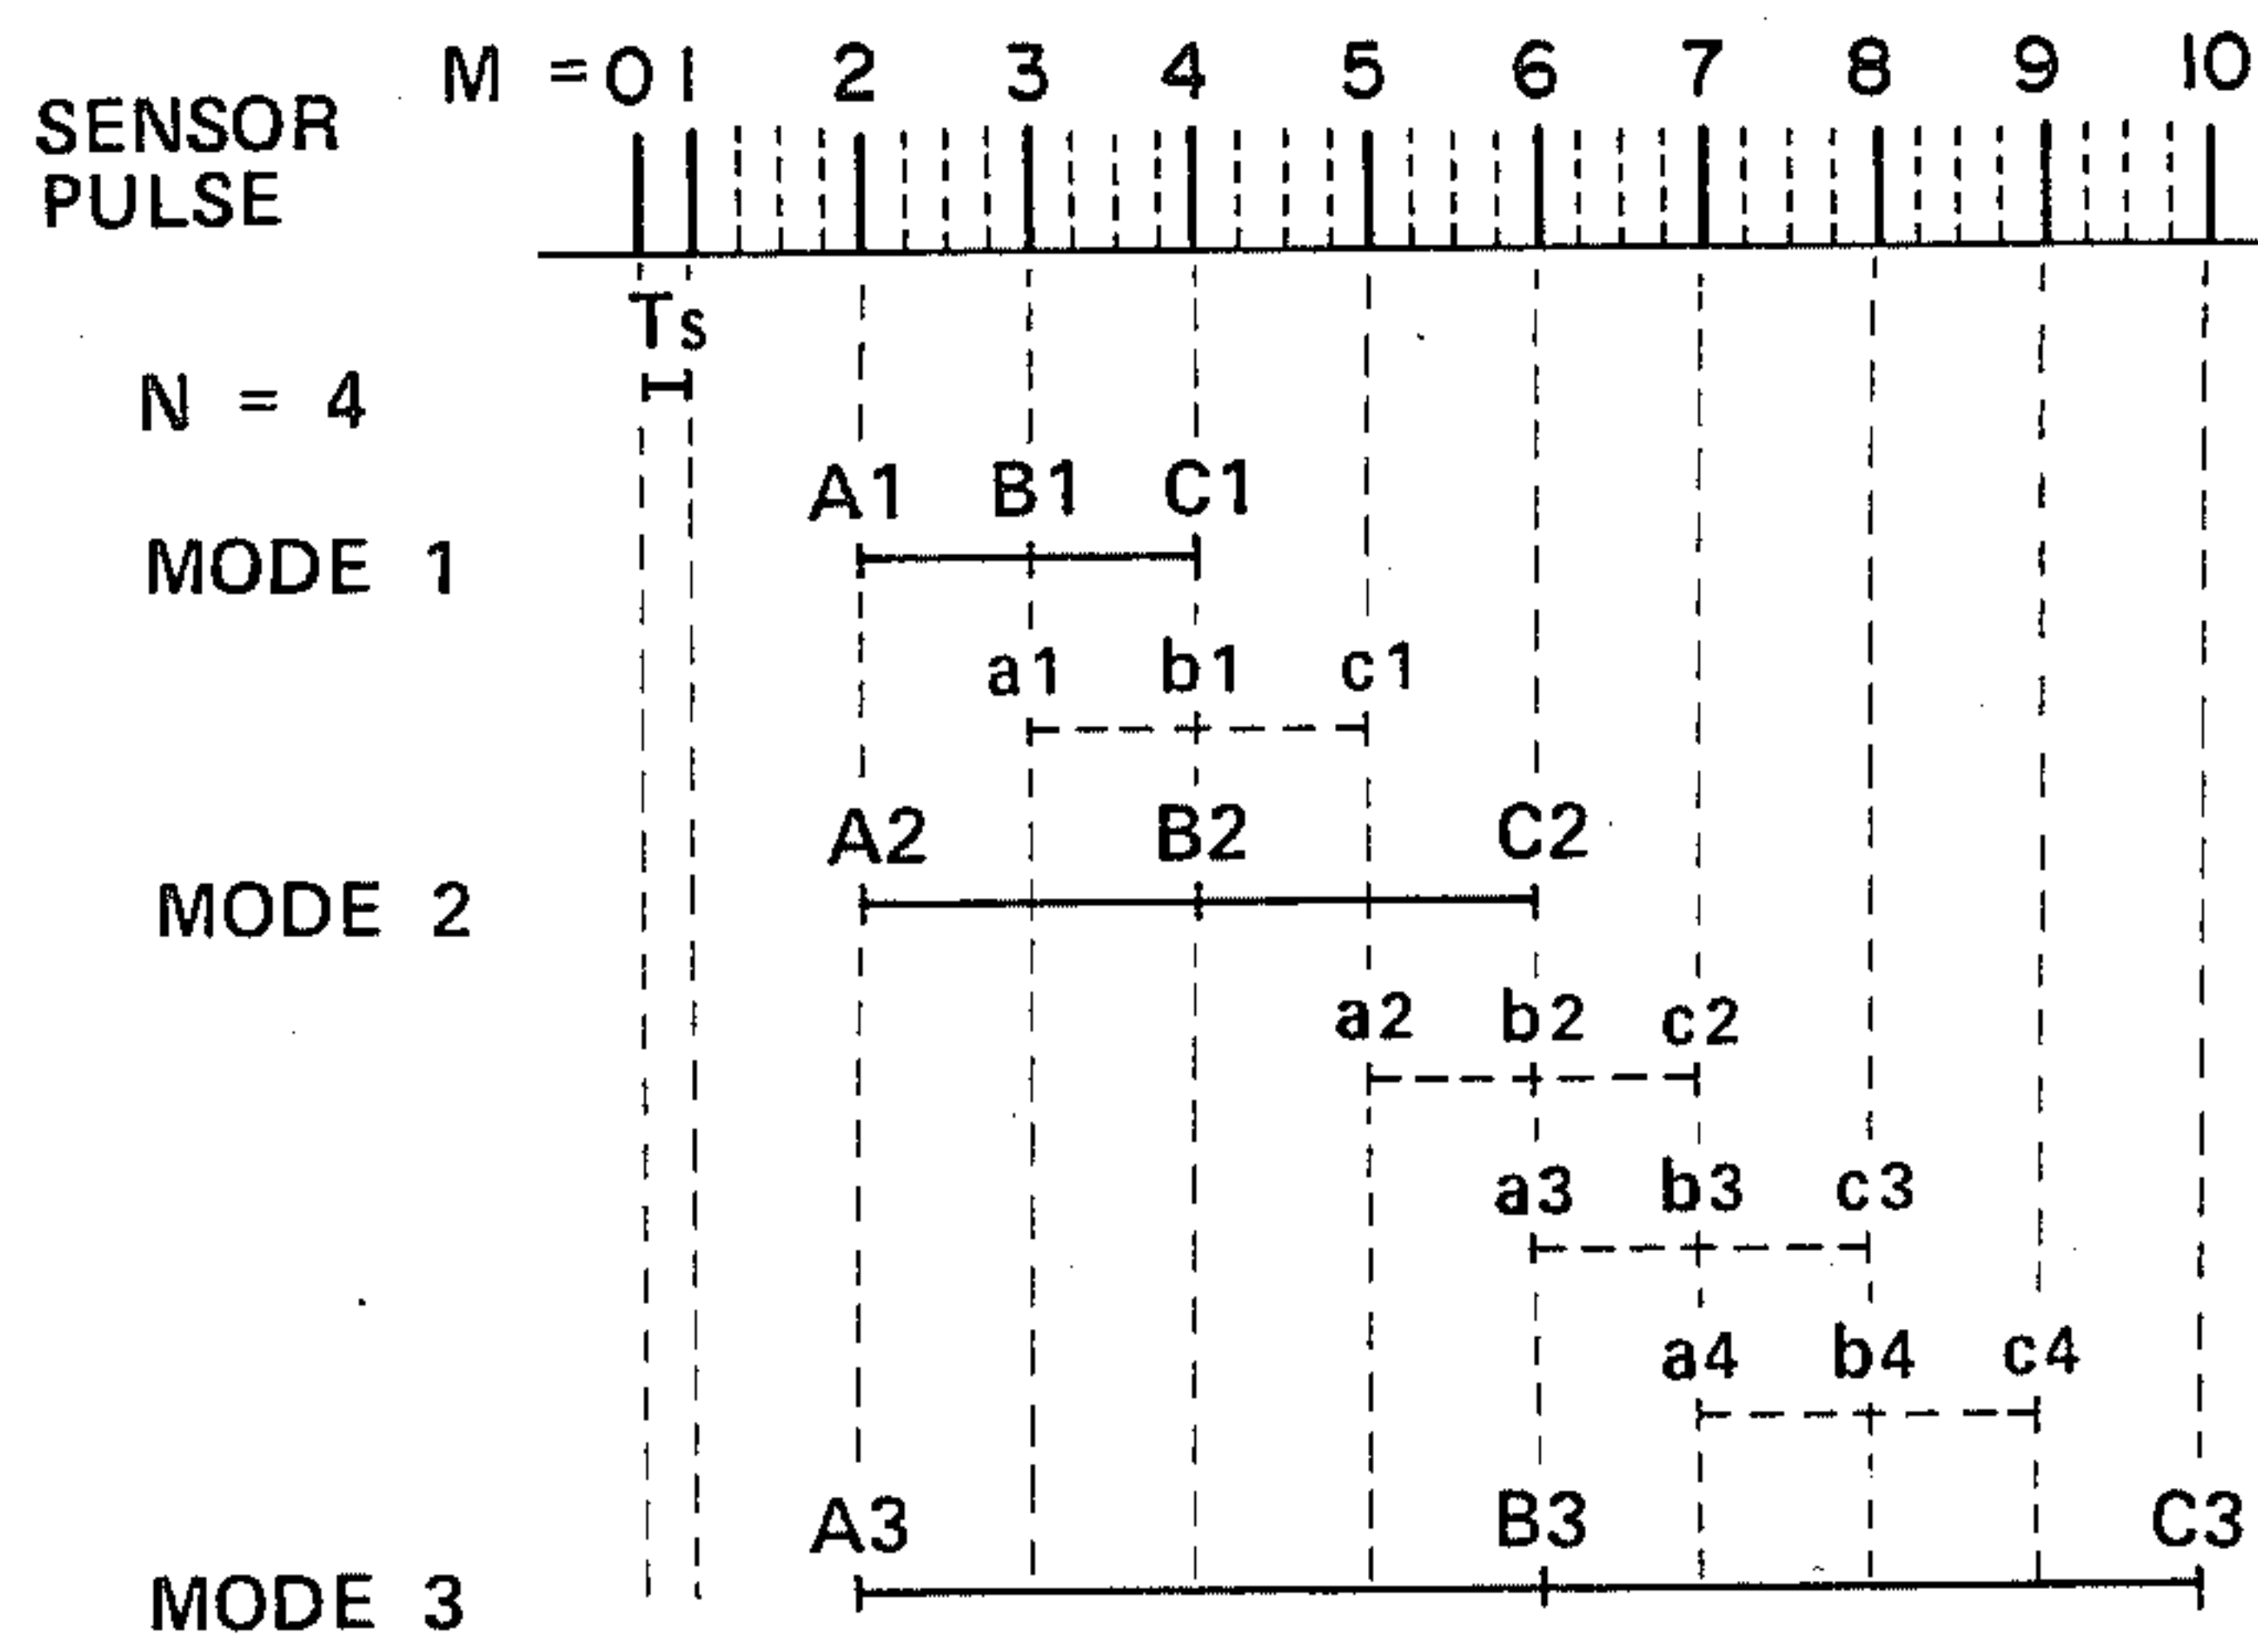 M = 0 1 2 3 4 5 6 7 8 9 10
SENSOR
PULSE
Ts
N = 4
A1 B1 C1
MODE 1
a1 b1 c1
A2 B2 C2
MODE 2
a2 b2 c2
a3 b3 c3
a4 b4 c4
A3 B3 C3
MODE 3